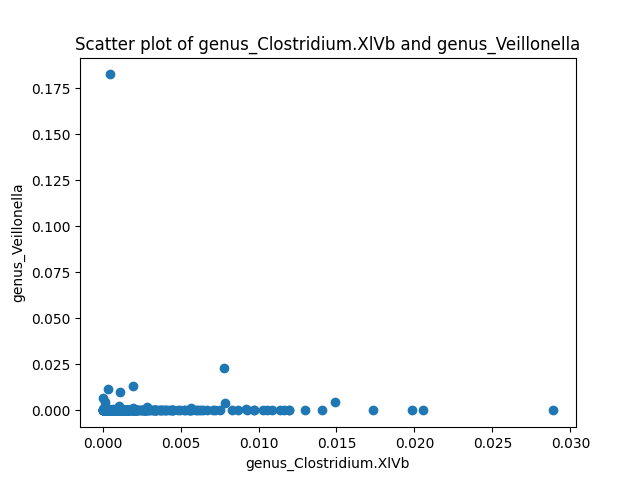 Scatter plot of genus_Clostridium.XlVb and genus_Veillonella
0.175
0.150
0.125
0.100
0.075
0.050
0.025
0.000
genus_Veillonella
0.000 0.005 0.010 0.015 0.020 0.025 0.030
genus_Clostridium.XlVb